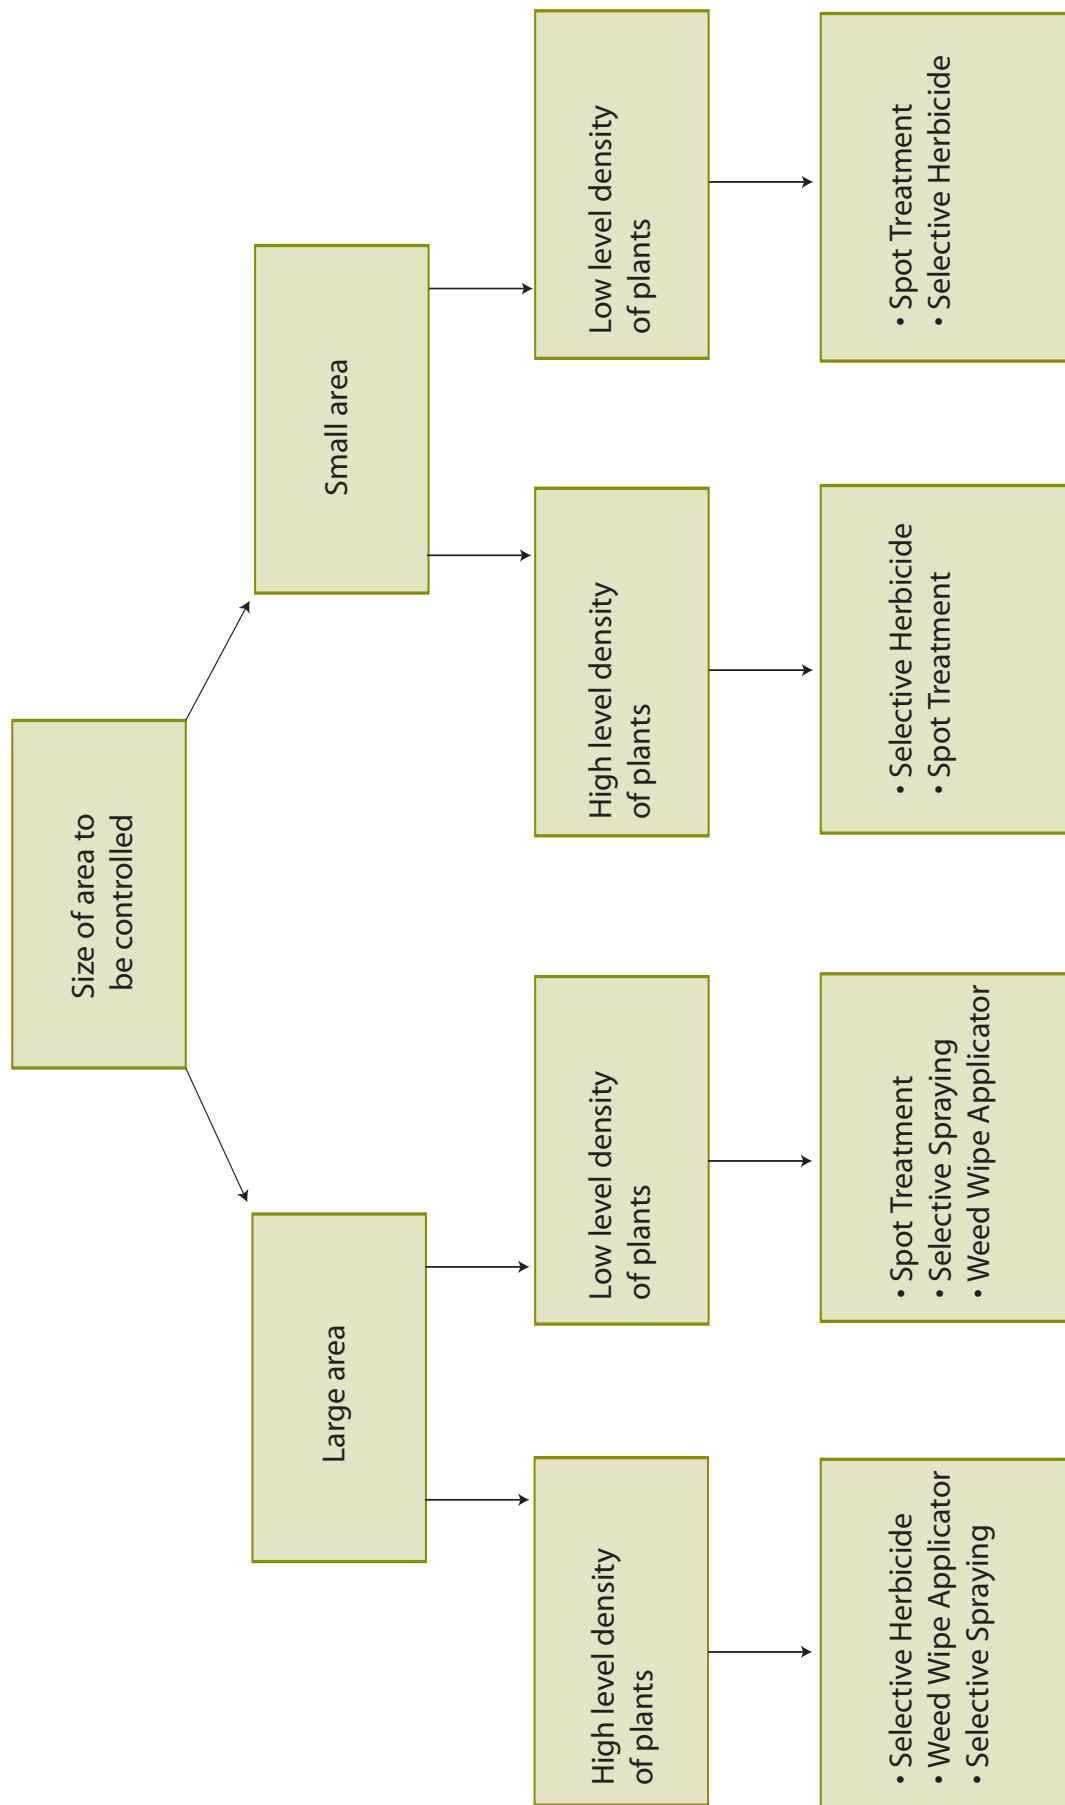 Size of area to
be controlled
Large area
Small area
High level density
of plants
Low level density
of plants
High level density
of plants
Low level density
of plants
• Selective Herbicide
• Weed Wipe Applicator
• Selective Spraying
• Spot Treatment
• Selective Spraying
• Weed Wipe Applicator
• Selective Herbicide
• Spot Treatment
• Spot Treatment
• Selective Herbicide